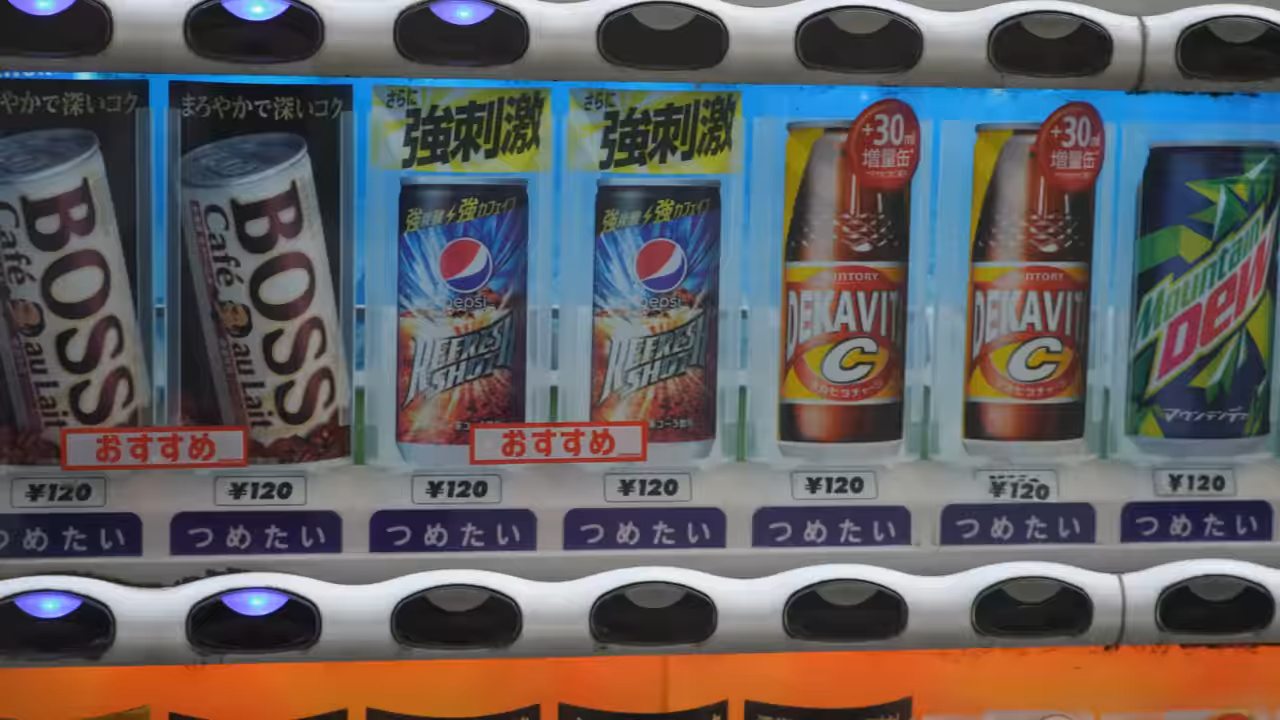 やかで深いコク
まろやかで深いコク
さらに
強刺激
さらに
強刺激
+30ml
増量缶
+30ml
増量缶
BOSS
Café au Lait
BOSS
Café au Lait
強炭酸 強カフェイン
pepsi
REFRESH
SHOT
強炭酸 強カフェイン
pepsi
REFRESH
SHOT
SUNTORY
DEKAVITA
C
SUNTORY
DEKAVITA
C
Mountain
DEW
マウンテンデュー
おすすめ
おすすめ
¥120
¥120
¥120
¥120
¥120
¥120
¥120
つめたい
つめたい
つめたい
つめたい
つめたい
つめたい
つめたい